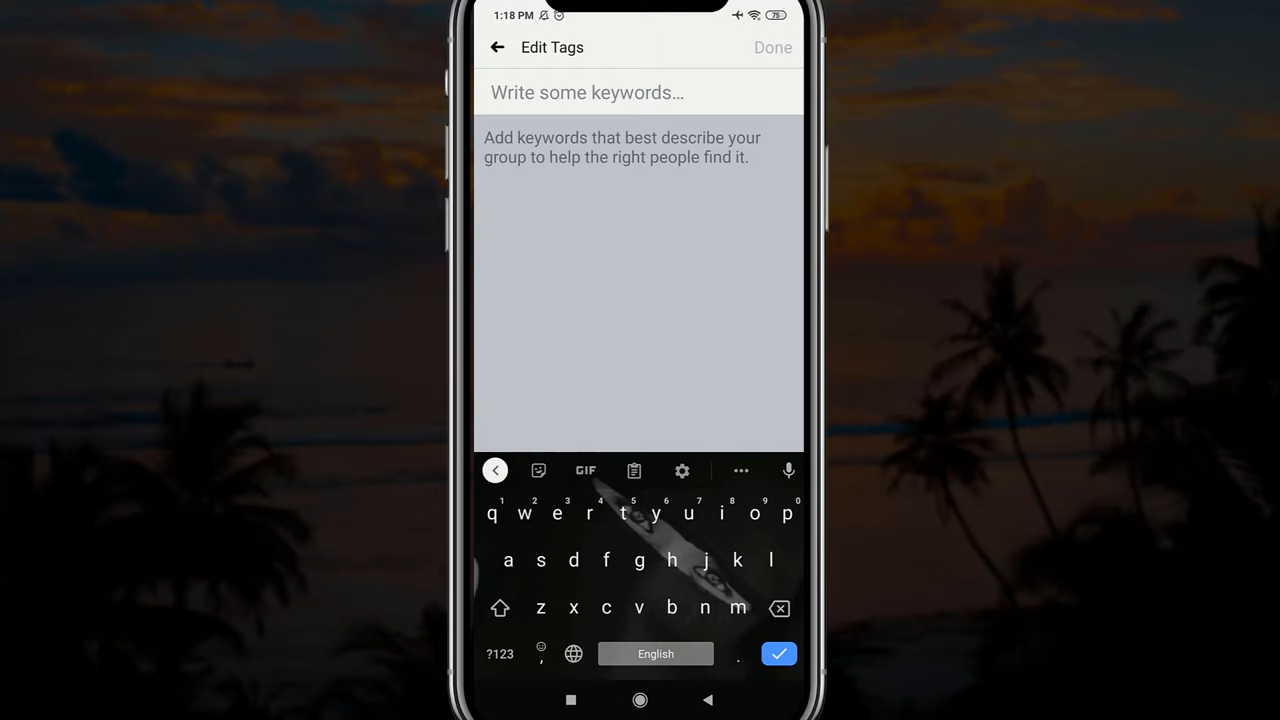 1:18 PM 75
Edit Tags Done
Write some keywords...
Add keywords that best describe your
group to help the right people find it.
GIF
1 2 3 4 5 6 7 8 9 0
q w e r t y u i o p
a s d f g h j k l
z x c v b n m
?123 , English .